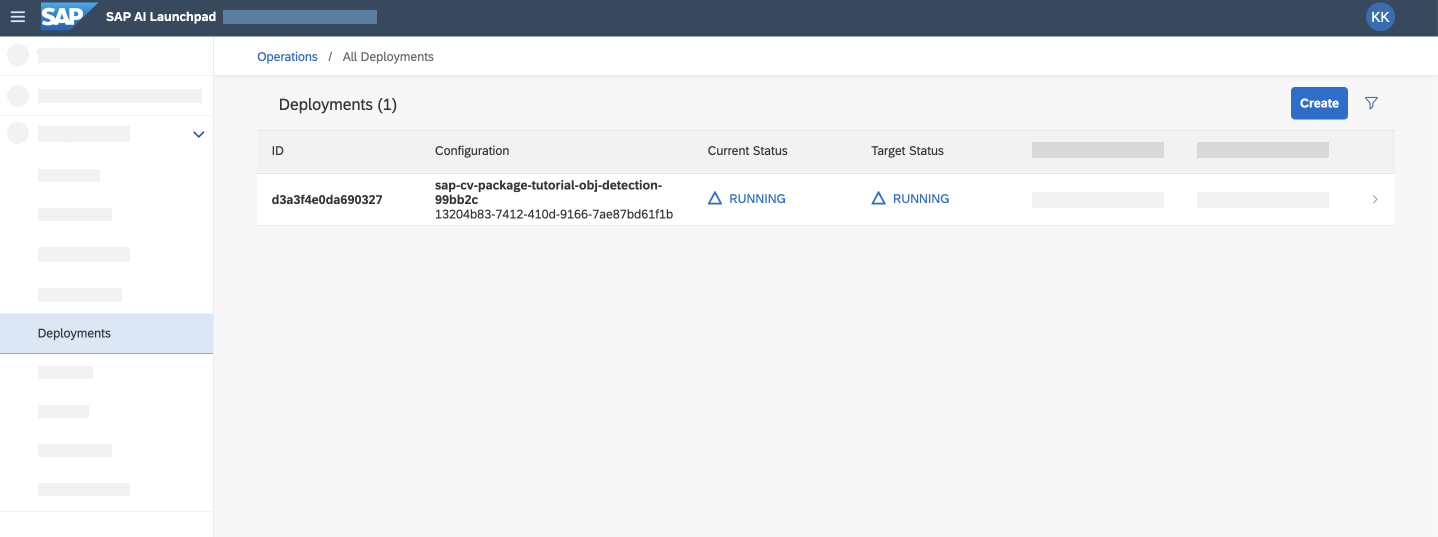 SAP SAP AI Launchpad KK
Operations / All Deployments
Deployments (1) Create
ID Configuration Current Status Target Status
d3a3f4e0da690327
sap-cv-package-tutorial-obj-detection-
99bb2c
13204b83-7412-410d-9166-7ae87bd61f1b
RUNNING RUNNING
Deployments